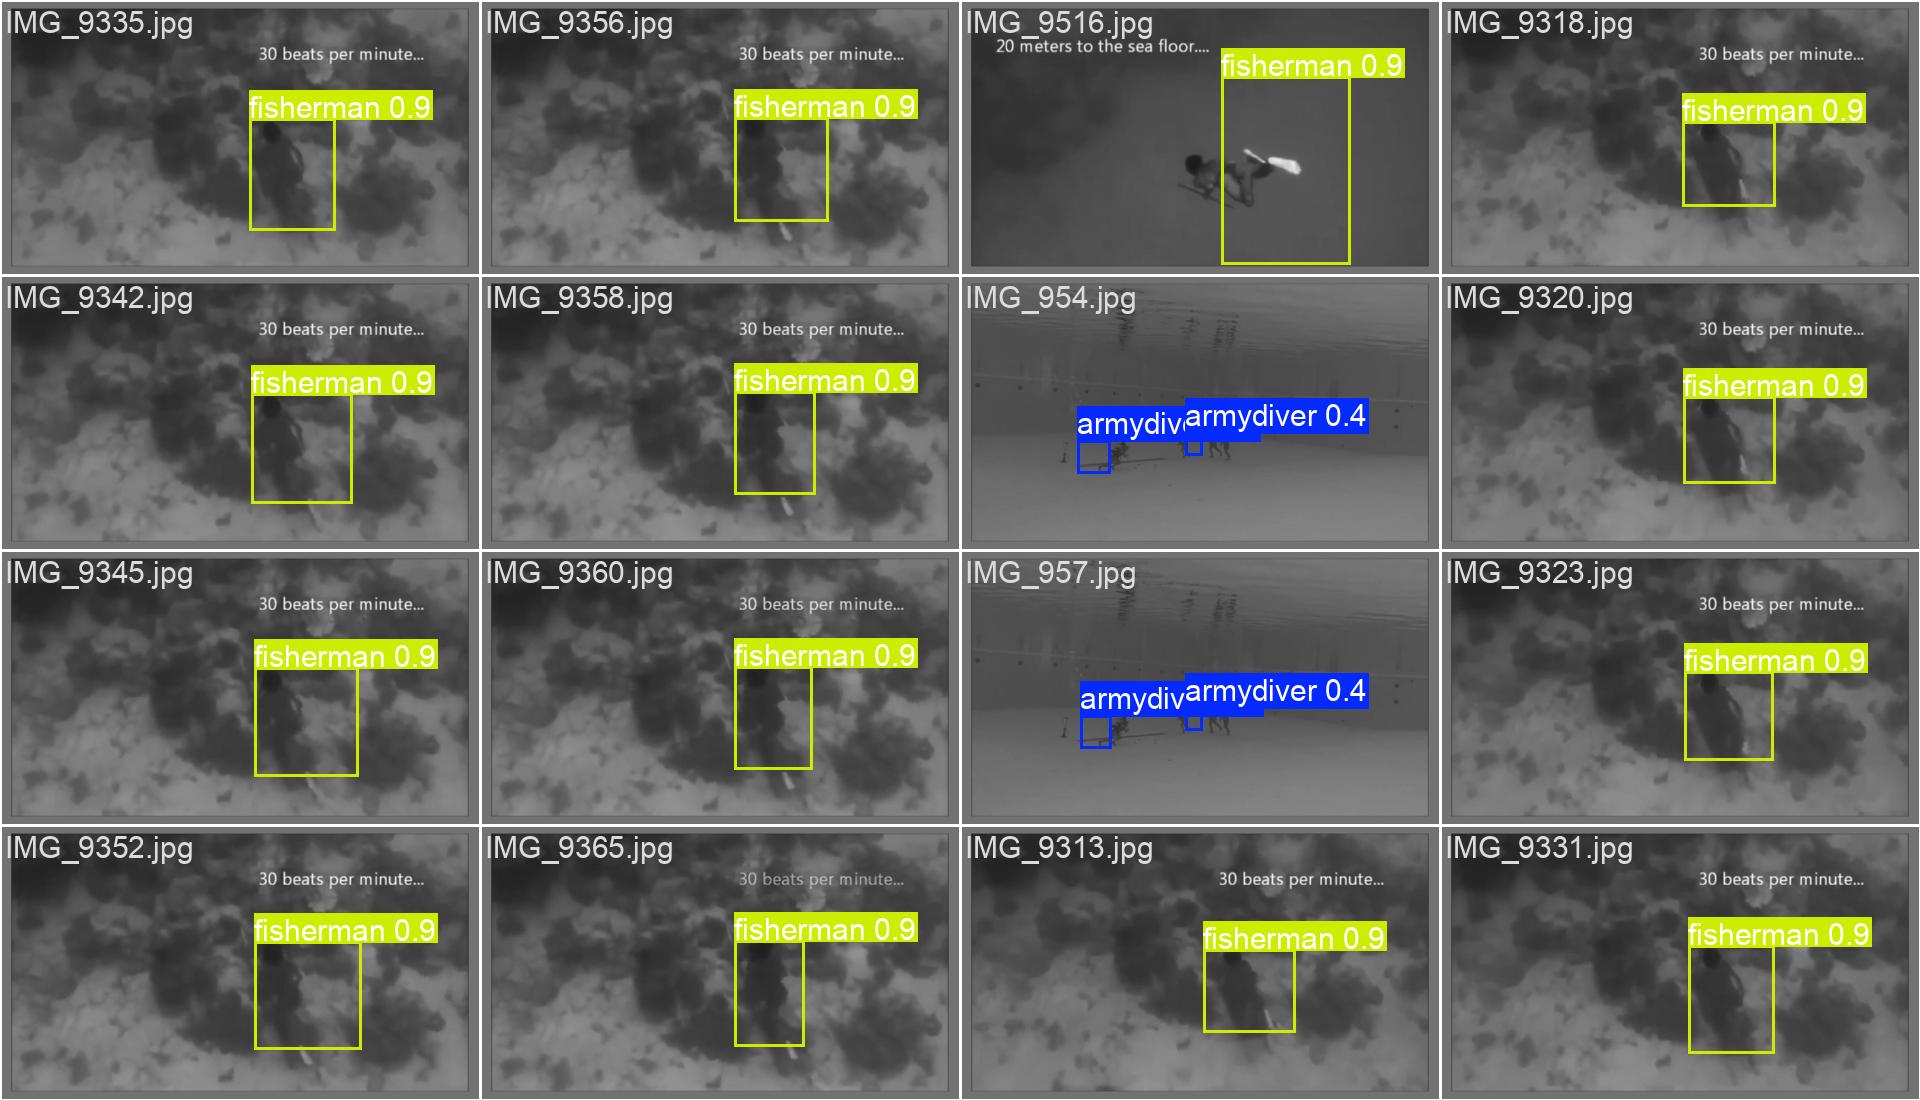 IMG_9335.jpg
30 beats per minute...
fisherman 0.9
IMG_9356.jpg
30 beats per minute...
fisherman 0.9
IMG_9516.jpg
20 meters to the sea floor....
fisherman 0.9
IMG_9318.jpg
30 beats per minute...
fisherman 0.9
IMG_9342.jpg
30 beats per minute...
fisherman 0.9
IMG_9358.jpg
30 beats per minute...
fisherman 0.9
IMG_954.jpg
armydiv
armydiver 0.4
IMG_9320.jpg
30 beats per minute...
fisherman 0.9
IMG_9345.jpg
30 beats per minute...
fisherman 0.9
IMG_9360.jpg
30 beats per minute...
fisherman 0.9
IMG_957.jpg
armydiv
armydiver 0.4
IMG_9323.jpg
30 beats per minute...
fisherman 0.9
IMG_9352.jpg
30 beats per minute...
fisherman 0.9
IMG_9365.jpg
30 beats per minute...
fisherman 0.9
IMG_9313.jpg
30 beats per minute...
fisherman 0.9
IMG_9331.jpg
30 beats per minute...
fisherman 0.9